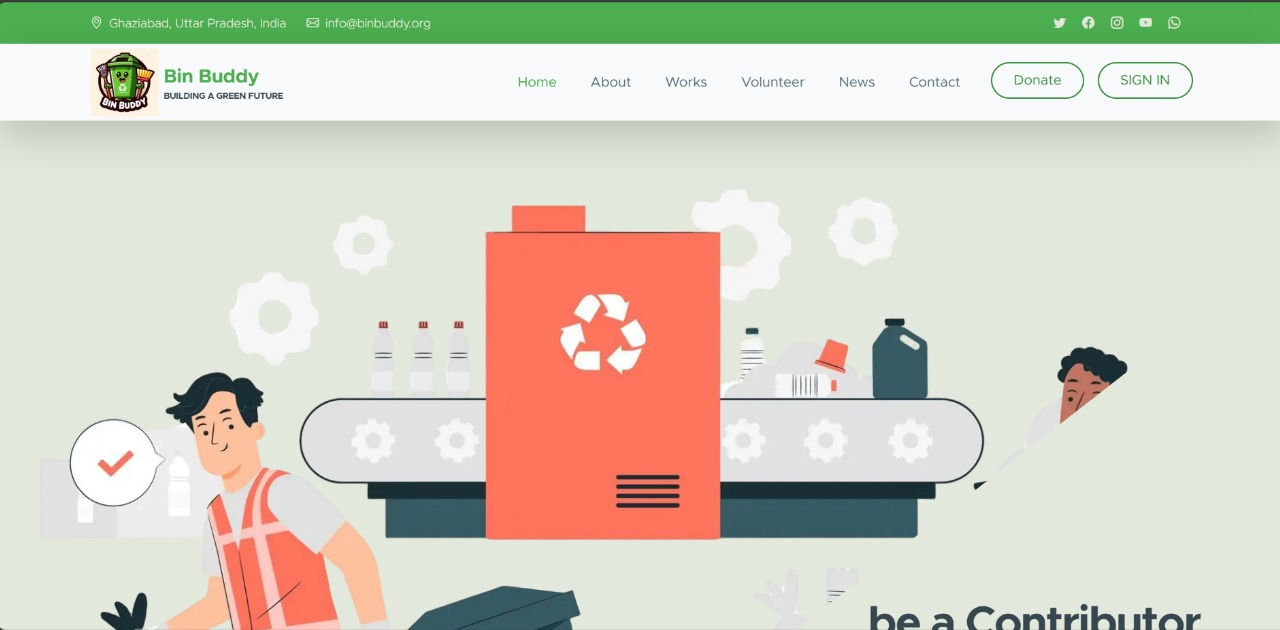 Ghaziabad, Uttar Pradesh, India info@binbuddy.org
BIN BUDDY
Bin Buddy
BUILDING A GREEN FUTURE
Home About Works Volunteer News Contact Donate SIGN IN
be a Contributor